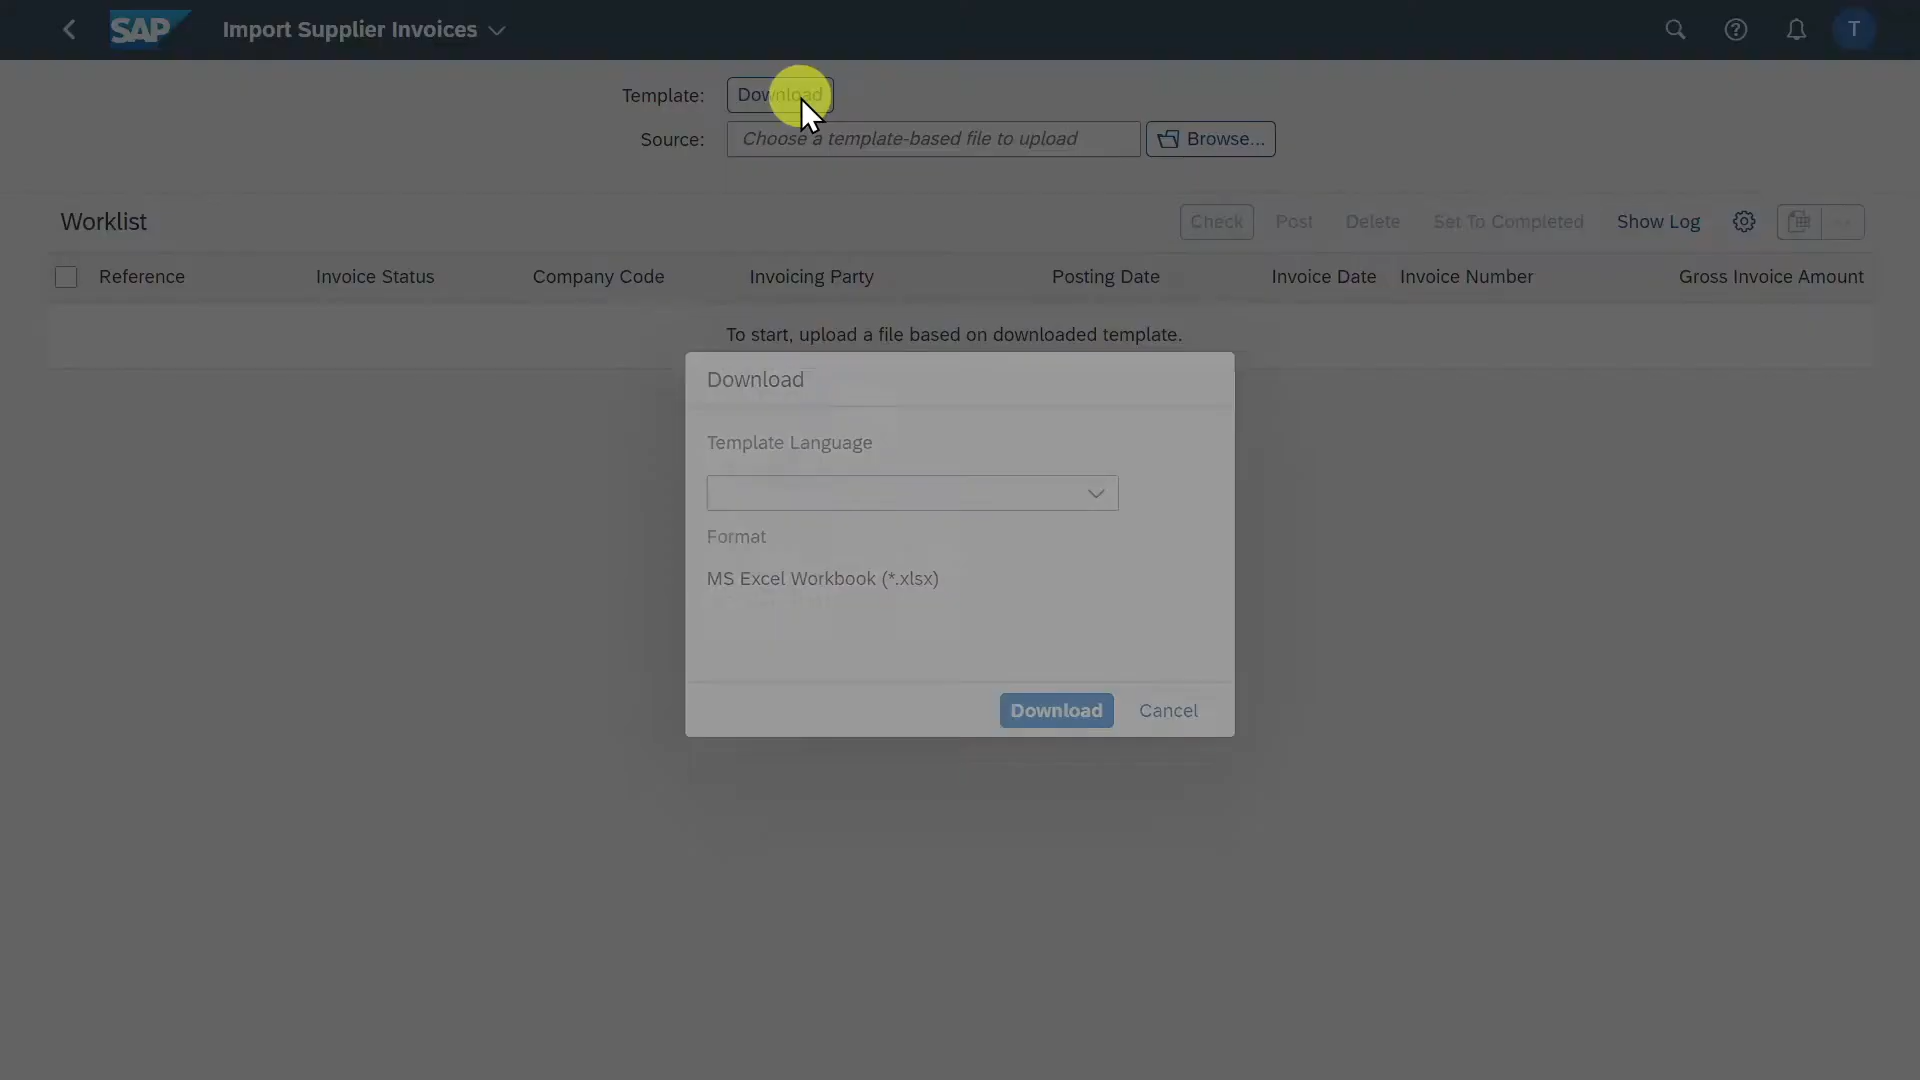 SAP Import Supplier Invoices T
Template: Download
Source: Choose a template-based file to upload Browse...
Worklist Check Post Delete Set To Completed Show Log
Reference Invoice Status Company Code Invoicing Party Posting Date Invoice Date Invoice Number Gross Invoice Amount
To start, upload a file based on downloaded template.
Download
Template Language
Format
MS Excel Workbook (*.xlsx)
Download Cancel